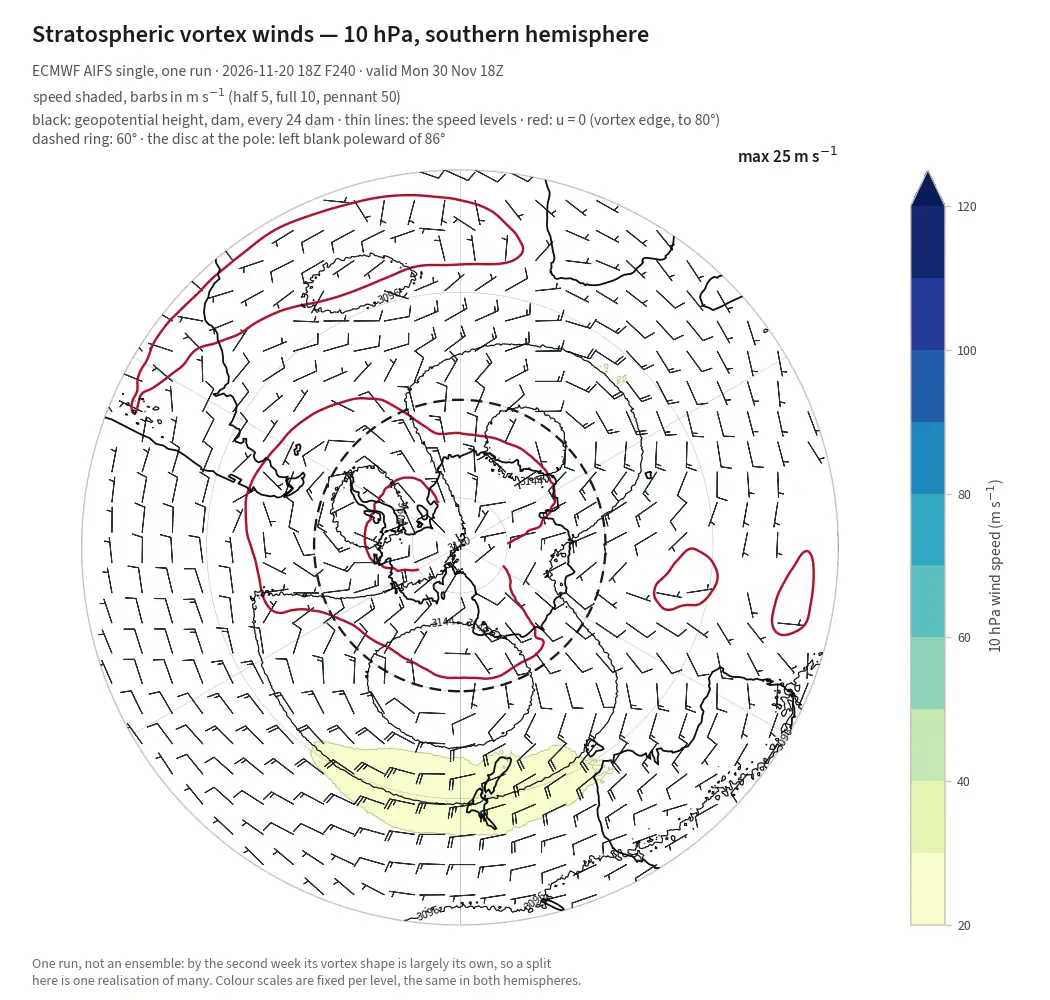 Stratospheric vortex winds — 10 hPa, southern hemisphere
ECMWF AIFS single, one run · 2026-11-20 18Z F240 · valid Mon 30 Nov 18Z
speed shaded, barbs in m s⁻¹ (half 5, full 10, pennant 50)
black: geopotential height, dam, every 24 dam · thin lines: the speed levels · red: u = 0 (vortex edge, to 80°)
dashed ring: 60° · the disc at the pole: left blank poleward of 86°
max 25 m s⁻¹
120
100
80
60
40
20
10 hPa wind speed (m s⁻¹)
3096
3144
3096
3096
3096
One run, not an ensemble: by the second week its vortex shape is largely its own, so a split
here is one realisation of many. Colour scales are fixed per level, the same in both hemispheres.